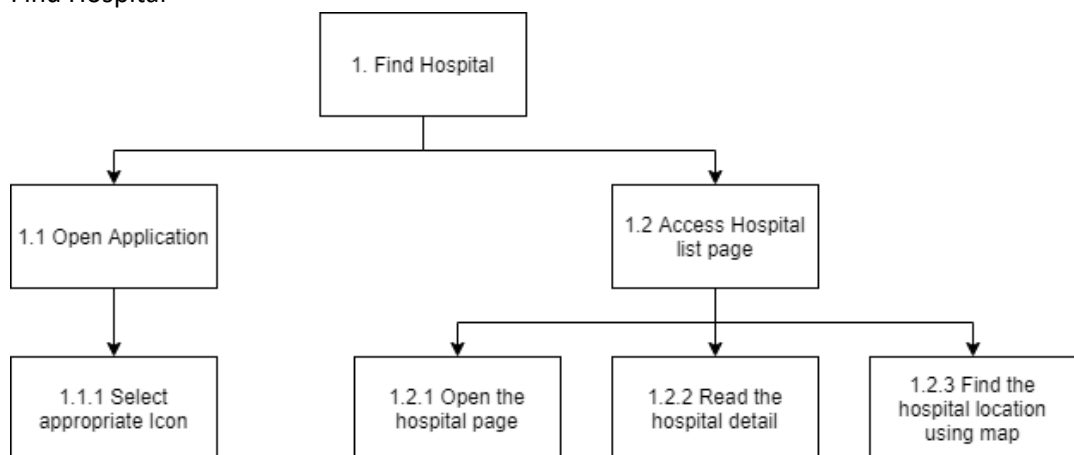 Find Hospital
1. Find Hospital
1.1 Open Application
1.2 Access Hospital
list page
1.1.1 Select
appropriate Icon
1.2.1 Open the
hospital page
1.2.2 Read the
hospital detail
1.2.3 Find the
hospital location
using map